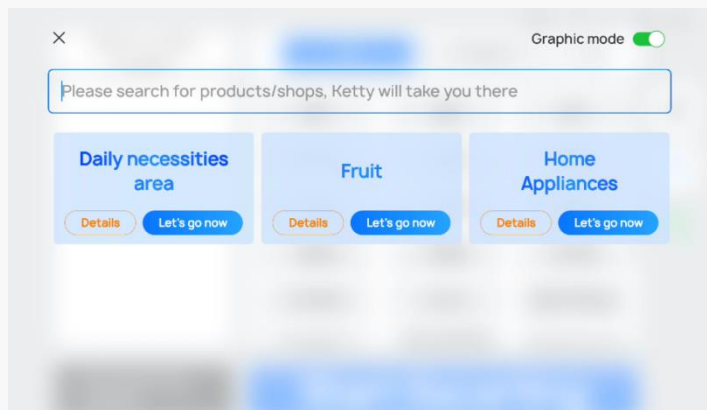 Graphic mode
Please search for products/shops, Ketty will take you there
Daily necessities
area
Details
Let's go now
Fruit
Details
Let's go now
Home
Appliances
Details
Let's go now